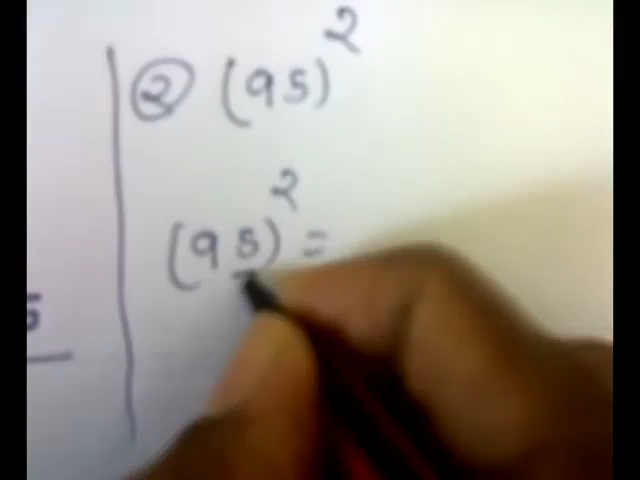 ② (95)²
(95)² =